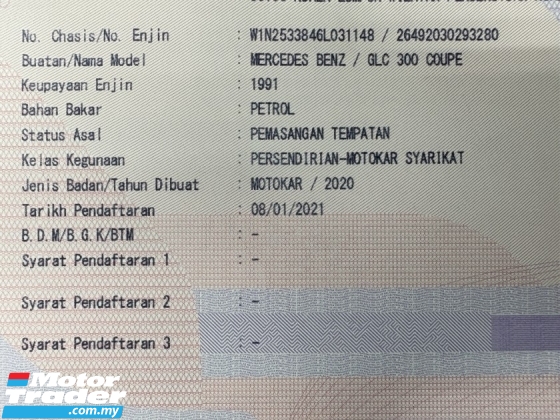 No. Chasis/No. Enjin : W1N2533846L031148 / 26492030293280
Buatan/Nama Model : MERCEDES BENZ / GLC 300 COUPE
Keupayaan Enjin : 1991
Bahan Bakar : PETROL
Status Asal : PEMASANGAN TEMPATAN
Kelas Kegunaan : PERSENDIRIAN-MOTOKAR SYARIKAT
Jenis Badan/Tahun Dibuat : MOTOKAR / 2020
Tarikh Pendaftaran : 08/01/2021
B.D.M/B.G.K/BTM : -
Syarat Pendaftaran 1 : -
Syarat Pendaftaran 2 : -
Syarat Pendaftaran 3 : -
Motor
Trader
.com.my